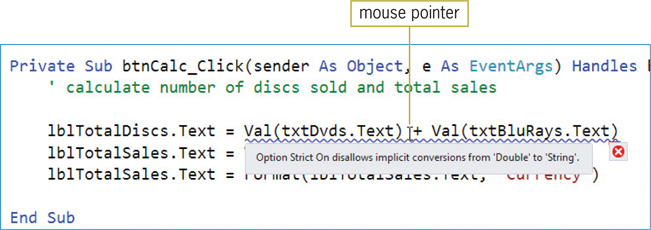 mouse pointer
Private Sub btnCalc_Click(sender As Object, e As EventArgs) Handles
' calculate number of discs sold and total sales
lblTotalDiscs.Text = Val(txtDvds.Text) + Val(txtBluRays.Text)
lblTotalSales.Text =
Option Strict On disallows implicit conversions from 'Double' to 'String'.
lblTotalSales.Text = Format(lblTotalSales.Text, "Currency")
End Sub